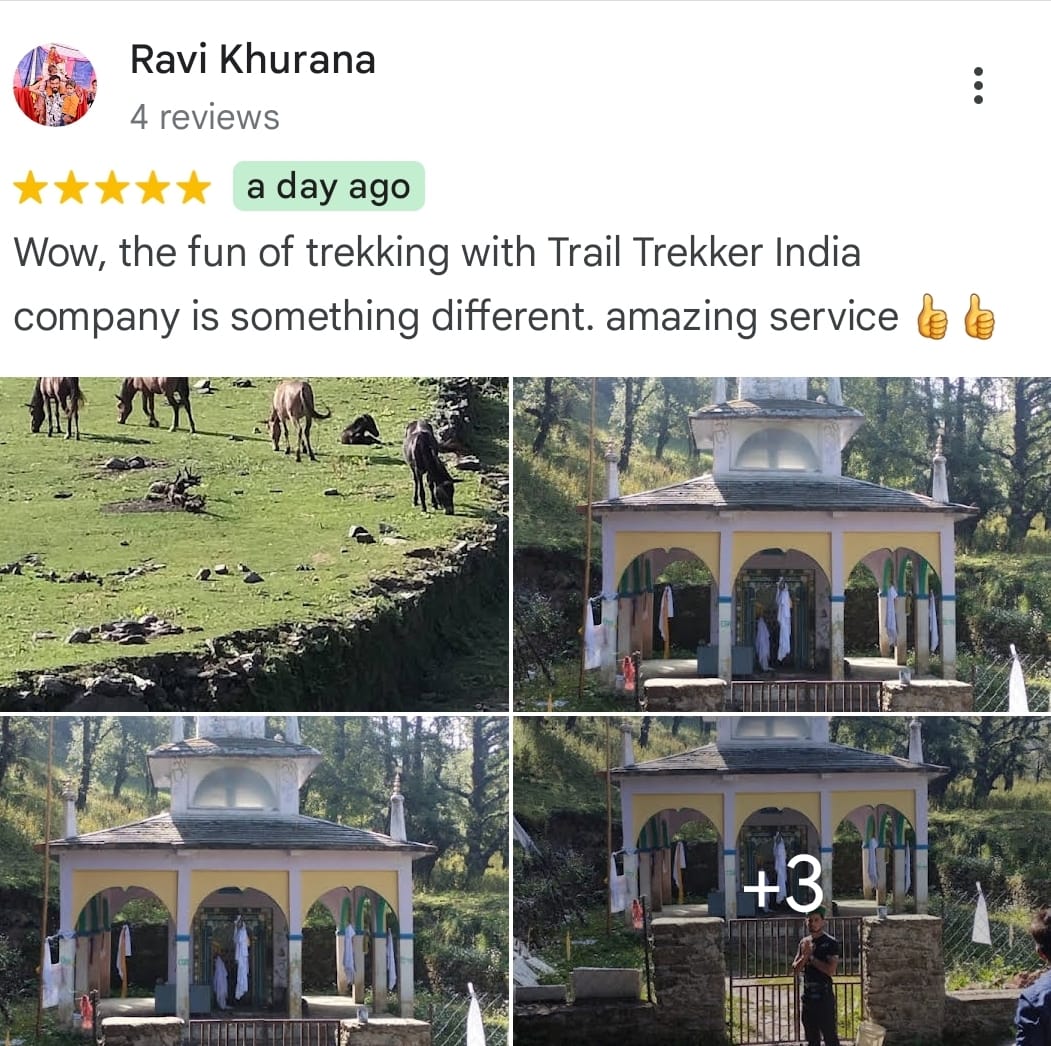 Ravi Khurana
4 reviews
a day ago
Wow, the fun of trekking with Trail Trekker India
company is something different. amazing service 👍👍
+3